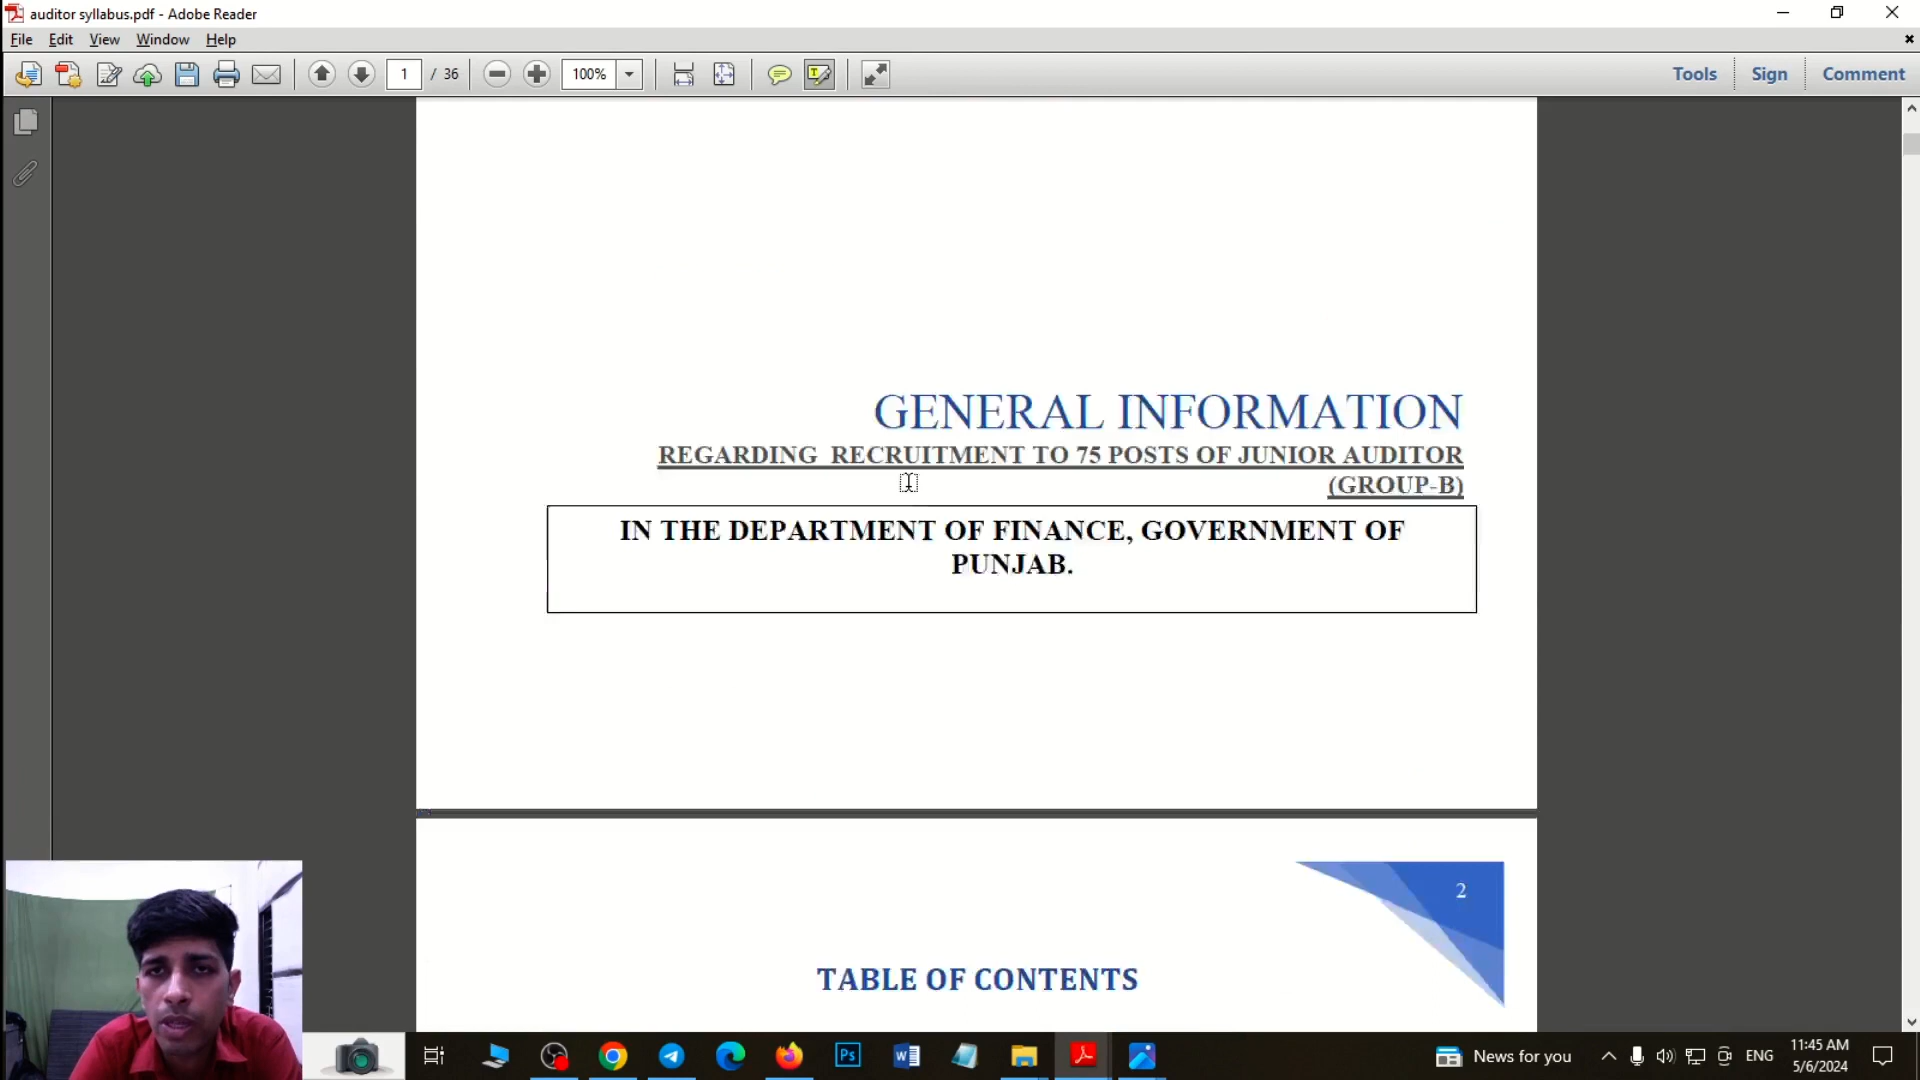 auditor syllabus.pdf - Adobe Reader
File Edit View Window Help
1 / 36 100% Tools Sign Comment
GENERAL INFORMATION
REGARDING RECRUITMENT TO 75 POSTS OF JUNIOR AUDITOR
(GROUP-B)
IN THE DEPARTMENT OF FINANCE, GOVERNMENT OF
PUNJAB.
2
TABLE OF CONTENTS
Ps
News for you
ENG
11:45 AM
5/6/2024